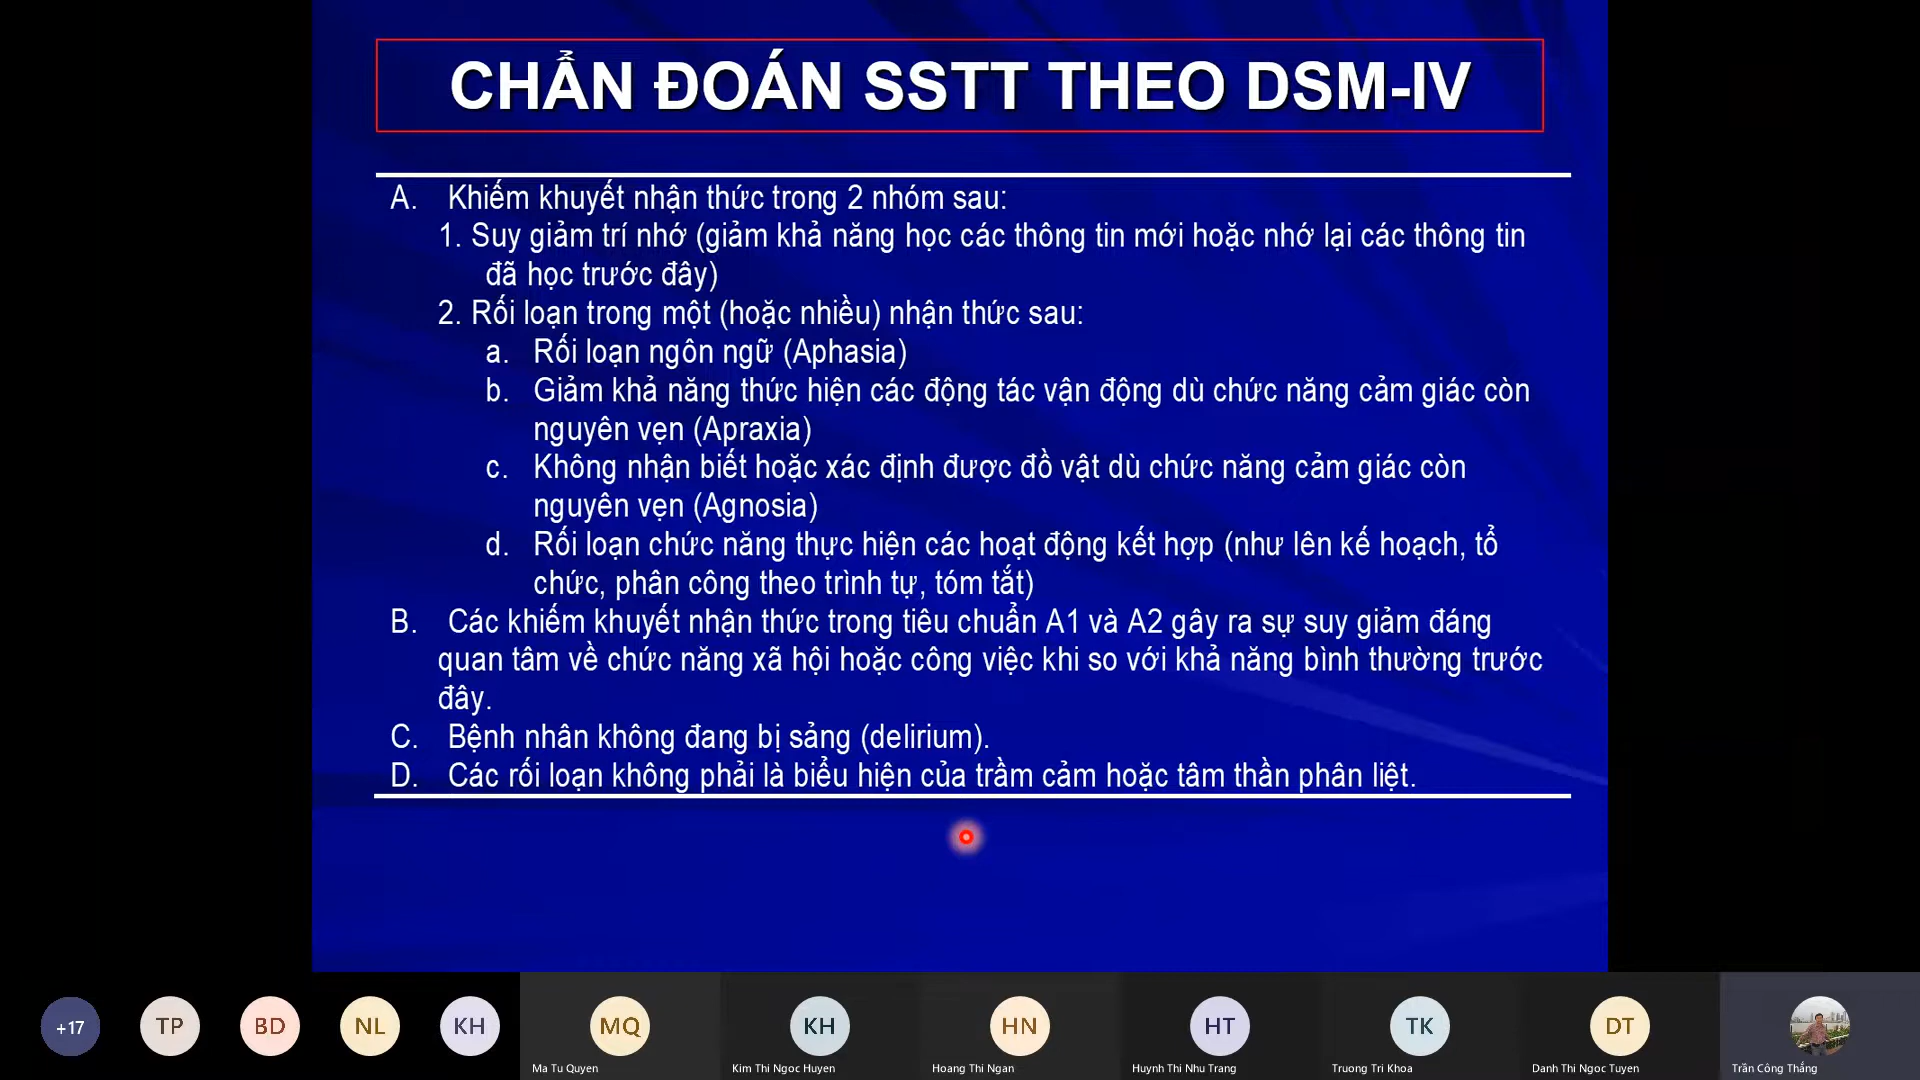 CHẨN ĐOÁN SSTT THEO DSM-IV
A. Khiếm khuyết nhận thức trong 2 nhóm sau:
1. Suy giảm trí nhớ (giảm khả năng học các thông tin mới hoặc nhớ lại các thông tin
đã học trước đây)
2. Rối loạn trong một (hoặc nhiều) nhận thức sau:
a. Rối loạn ngôn ngữ (Aphasia)
b. Giảm khả năng thức hiện các động tác vận động dù chức năng cảm giác còn
nguyên vẹn (Apraxia)
c. Không nhận biết hoặc xác định được đồ vật dù chức năng cảm giác còn
nguyên vẹn (Agnosia)
d. Rối loạn chức năng thực hiện các hoạt động kết hợp (như lên kế hoạch, tổ
chức, phân công theo trình tự, tóm tắt)
B. Các khiếm khuyết nhận thức trong tiêu chuẩn A1 và A2 gây ra sự suy giảm đáng
quan tâm về chức năng xã hội hoặc công việc khi so với khả năng bình thường trước
đây.
C. Bệnh nhân không đang bị sảng (delirium).
D. Các rối loạn không phải là biểu hiện của trầm cảm hoặc tâm thần phân liệt.
+17 TP BD NL KH MQ KH HN HT TK DT
Ma Tu Quyen Kim Thi Ngoc Huyen Hoang Thi Ngan Huynh Thi Nhu Trang Truong Tri Khoa Danh Thi Ngoc Tuyen Trần Công Thắng